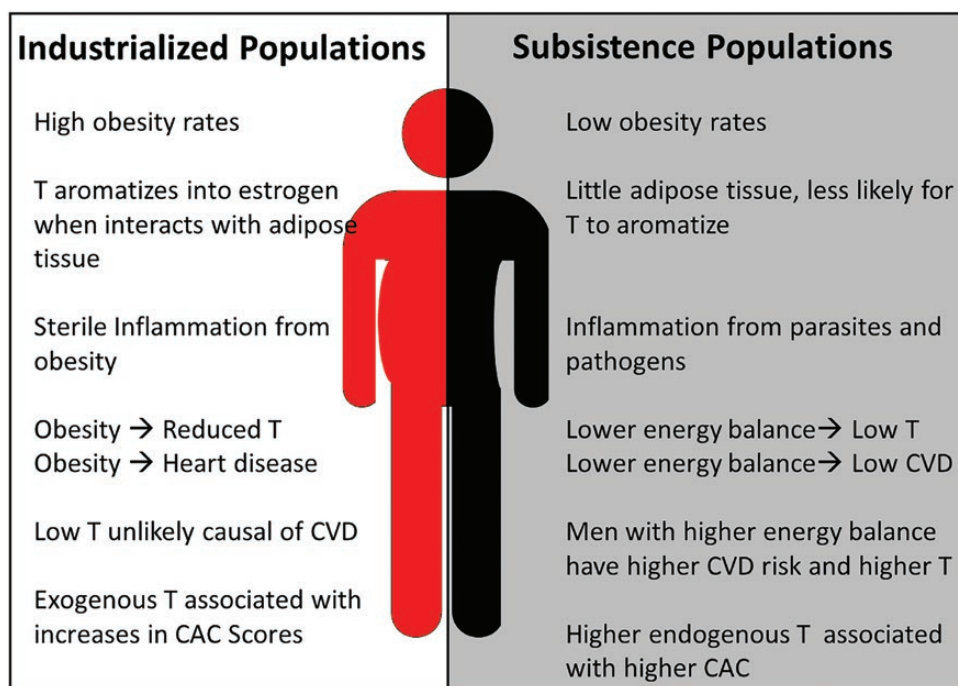 Industrialized Populations
High obesity rates
T aromatizes into estrogen
when interacts with adipose
tissue
Sterile Inflammation from
obesity
Obesity → Reduced T
Obesity → Heart disease
Low T unlikely causal of CVD
Exogenous T associated with
increases in CAC Scores
Subsistence Populations
Low obesity rates
Little adipose tissue, less likely for
T to aromatize
Inflammation from parasites and
pathogens
Lower energy balance→ Low T
Lower energy balance→ Low CVD
Men with higher energy balance
have higher CVD risk and higher T
Higher endogenous T associated
with higher CAC